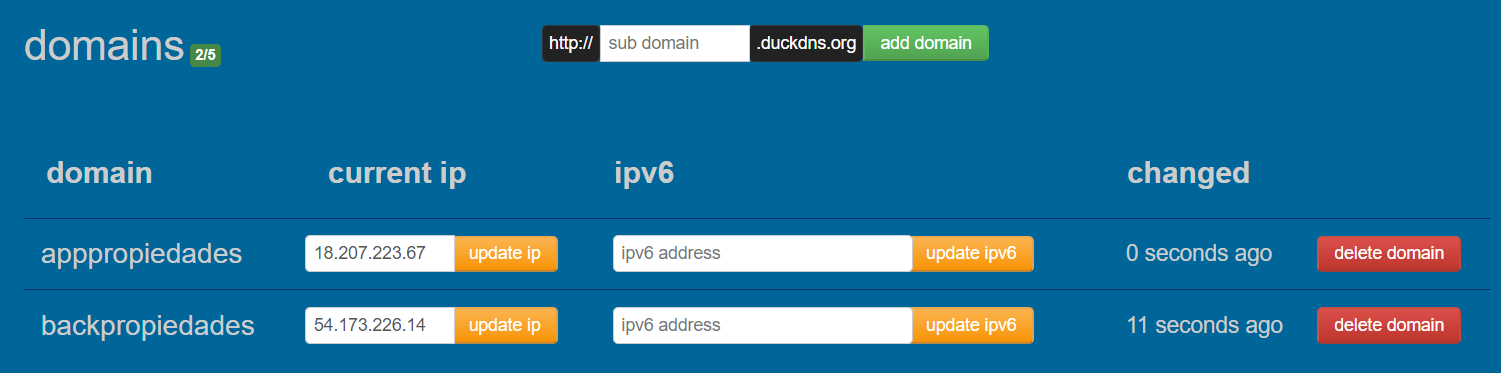 domains 2/5 http:// sub domain .duckdns.org add domain
domain current ip ipv6 changed
apppropiedades 18.207.223.67 update ip ipv6 address update ipv6 0 seconds ago delete domain
backpropiedades 54.173.226.14 update ip ipv6 address update ipv6 11 seconds ago delete domain